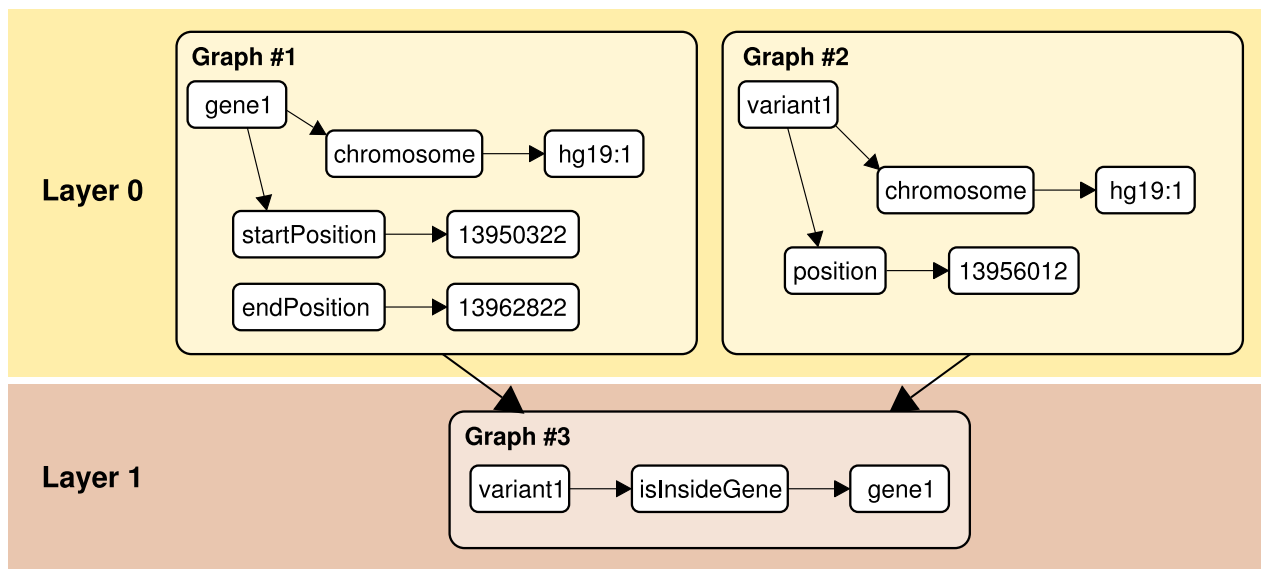 Layer 0
Graph #1
gene1
chromosome
hg19:1
startPosition
13950322
endPosition
13962822
Graph #2
variant1
chromosome
hg19:1
position
13956012
Layer 1
Graph #3
variant1
isInsideGene
gene1